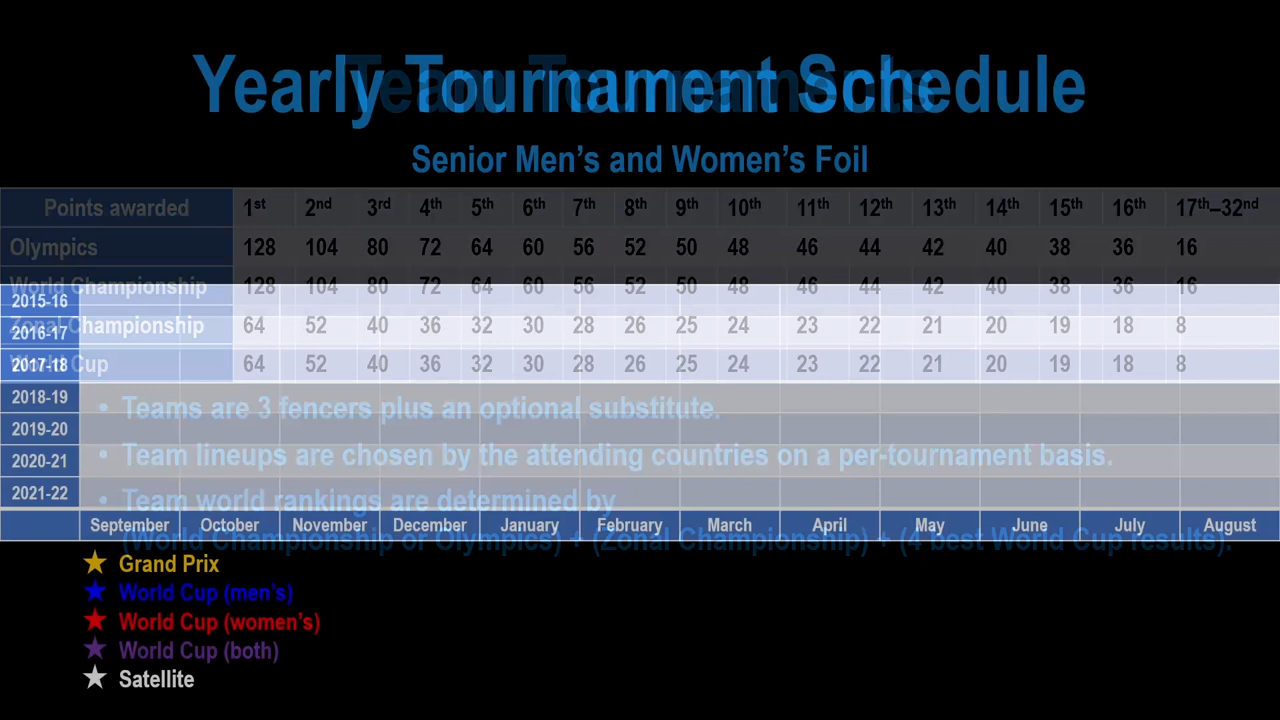 Yearly Tournament Schedule
Team Tournaments
Senior Men’s and Women’s Foil
Points awarded 1st 2nd 3rd 4th 5th 6th 7th 8th 9th 10th 11th 12th 13th 14th 15th 16th 17th–32nd
Olympics 128 104 80 72 64 60 56 52 50 48 46 44 42 40 38 36 16
World Championship 128 104 80 72 64 60 56 52 50 48 46 44 42 40 38 36 16
2015-16
Zonal Championship 64 52 40 36 32 30 28 26 25 24 23 22 21 20 19 18 8
2016-17
World Cup 64 52 40 36 32 30 28 26 25 24 23 22 21 20 19 18 8
2017-18
2018-19
• Teams are 3 fencers plus an optional substitute.
2019-20
• Team lineups are chosen by the attending countries on a per-tournament basis.
2020-21
2021-22
• Team world rankings are determined by
(World Championship or Olympics) + (Zonal Championship) + (4 best World Cup results).
September October November December January February March April May June July August
★ Grand Prix
★ World Cup (men’s)
★ World Cup (women’s)
★ World Cup (both)
★ Satellite